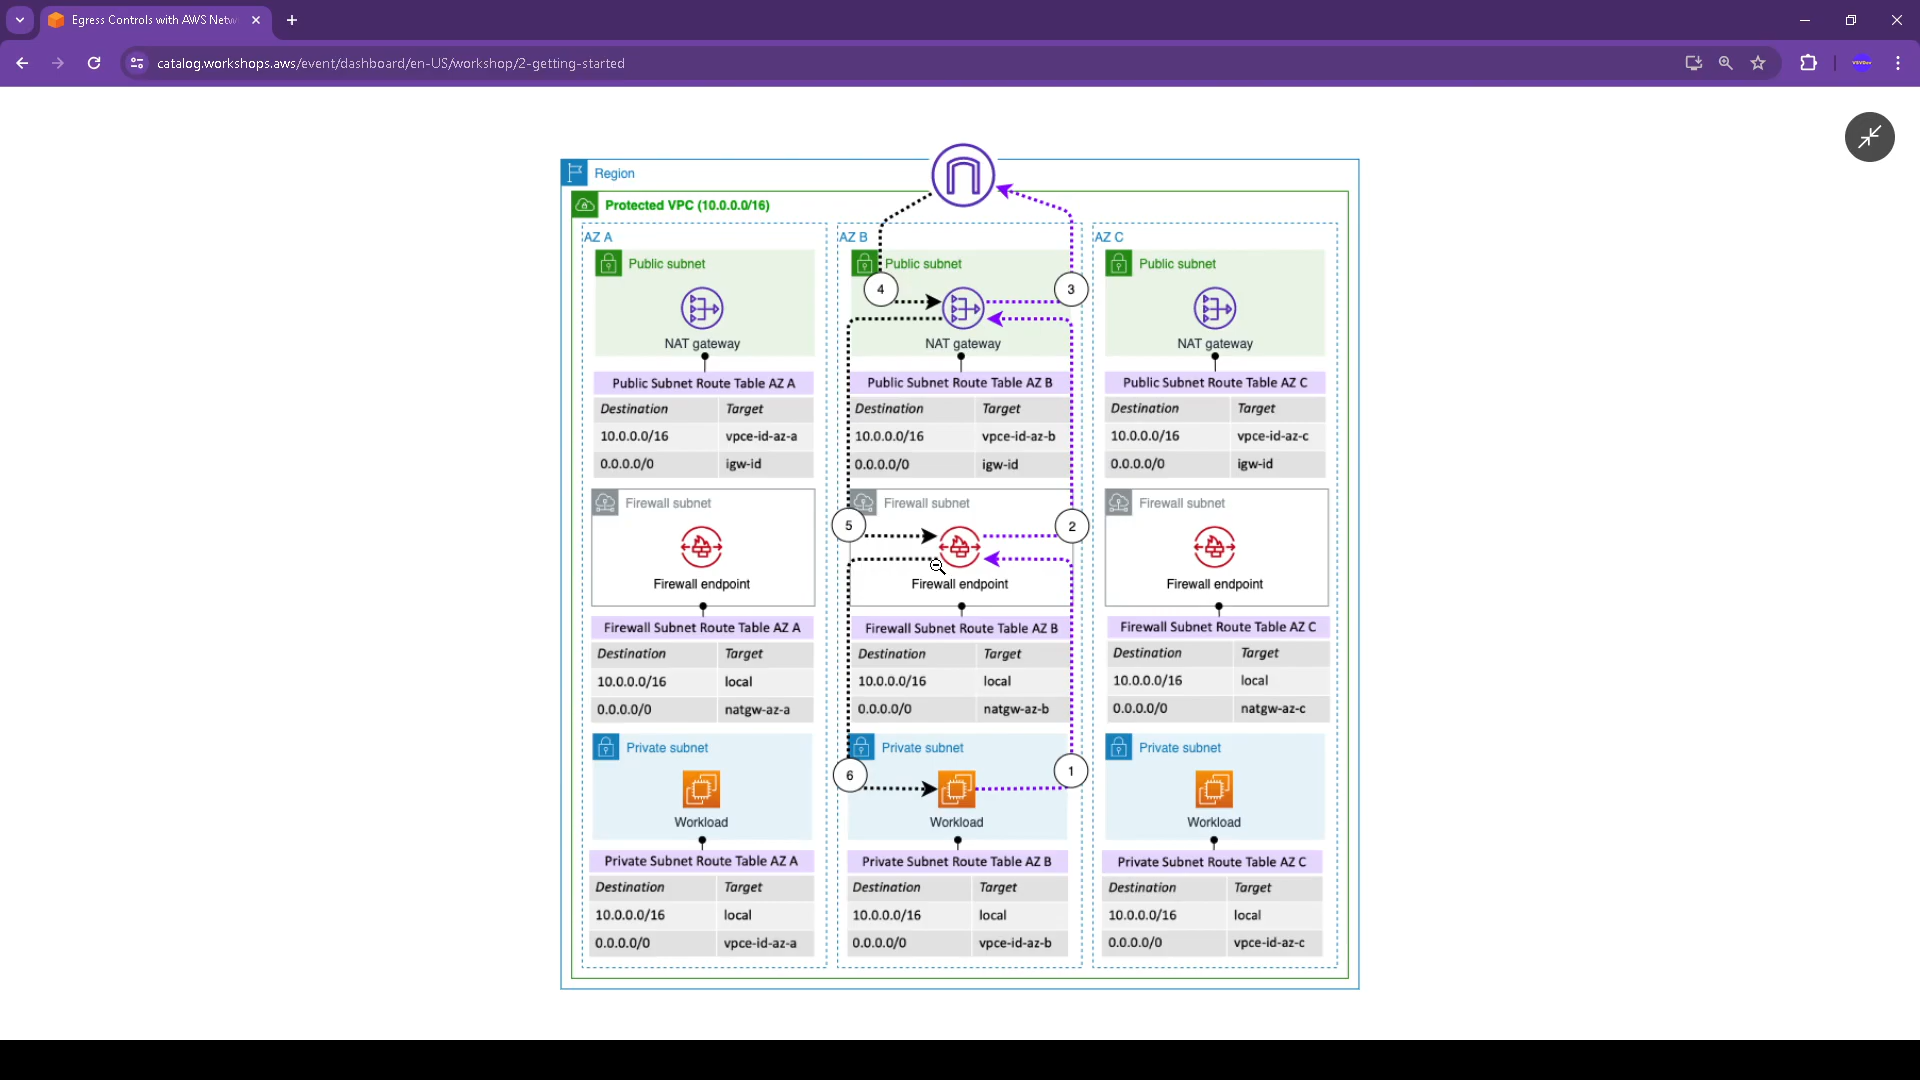 Egress Controls with AWS Netw
catalog.workshops.aws/event/dashboard/en-US/workshop/2-getting-started
Region
Protected VPC (10.0.0.0/16)
AZ A
Public subnet
NAT gateway
Public Subnet Route Table AZ A
Destination Target
10.0.0.0/16 vpce-id-az-a
0.0.0.0/0 igw-id
Firewall subnet
Firewall endpoint
Firewall Subnet Route Table AZ A
Destination Target
10.0.0.0/16 local
0.0.0.0/0 natgw-az-a
Private subnet
Workload
Private Subnet Route Table AZ A
Destination Target
10.0.0.0/16 local
0.0.0.0/0 vpce-id-az-a
AZ B
Public subnet
4
3
NAT gateway
Public Subnet Route Table AZ B
Destination Target
10.0.0.0/16 vpce-id-az-b
0.0.0.0/0 igw-id
Firewall subnet
5
2
Firewall endpoint
Firewall Subnet Route Table AZ B
Destination Target
10.0.0.0/16 local
0.0.0.0/0 natgw-az-b
Private subnet
6
1
Workload
Private Subnet Route Table AZ B
Destination Target
10.0.0.0/16 local
0.0.0.0/0 vpce-id-az-b
AZ C
Public subnet
NAT gateway
Public Subnet Route Table AZ C
Destination Target
10.0.0.0/16 vpce-id-az-c
0.0.0.0/0 igw-id
Firewall subnet
Firewall endpoint
Firewall Subnet Route Table AZ C
Destination Target
10.0.0.0/16 local
0.0.0.0/0 natgw-az-c
Private subnet
Workload
Private Subnet Route Table AZ C
Destination Target
10.0.0.0/16 local
0.0.0.0/0 vpce-id-az-c